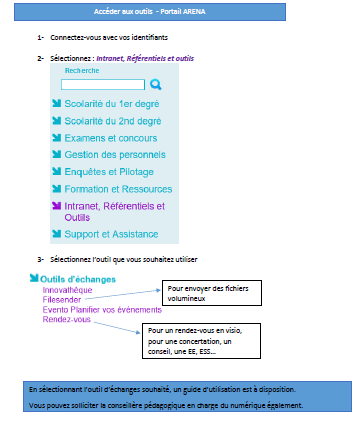 Accéder aux outils – Portail ARENA
1- Connectez-vous avec vos identifiants
2- Sélectionnez : Intranet, Référentiels et outils
Recherche
Scolarité du 1er degré
Scolarité du 2nd degré
Examens et concours
Gestion des personnels
Enquêtes et Pilotage
Formation et Ressources
Intranet, Référentiels et
Outils
Support et Assistance
3- Sélectionnez l'outil que vous souhaitez utiliser
Outils d'échanges
Innovathèque
Filesender
Evento Planifier vos événements
Rendez-vous
Pour envoyer des fichiers
volumineux
Pour un rendez-vous en visio,
pour une concertation, un
conseil, une EE, ESS...
En sélectionnant l'outil d'échanges souhaité, un guide d'utilisation est à disposition.
Vous pouvez solliciter la conseillère pédagogique en charge du numérique également.